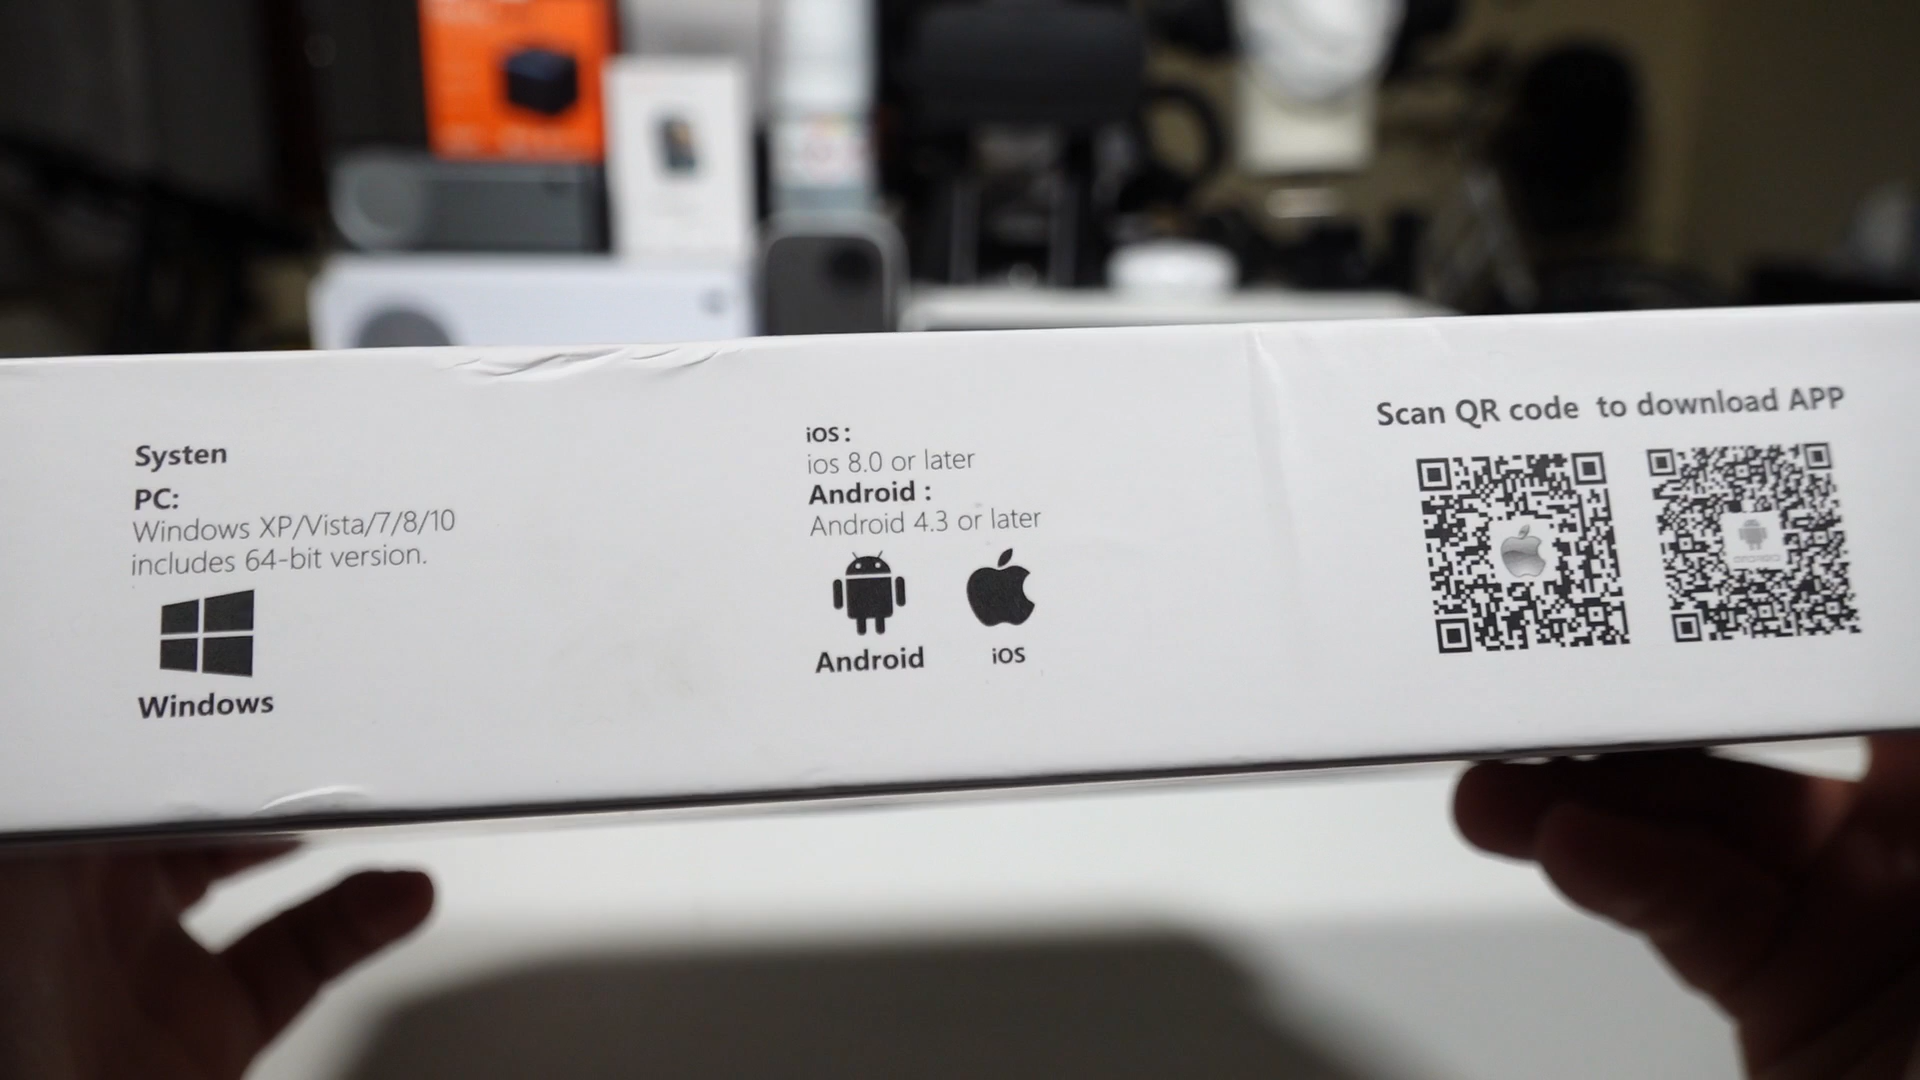 Systen
PC:
Windows XP/Vista/7/8/10
includes 64-bit version.
Windows
iOS :
ios 8.0 or later
Android :
Android 4.3 or later
Android
iOS
Scan QR code to download APP